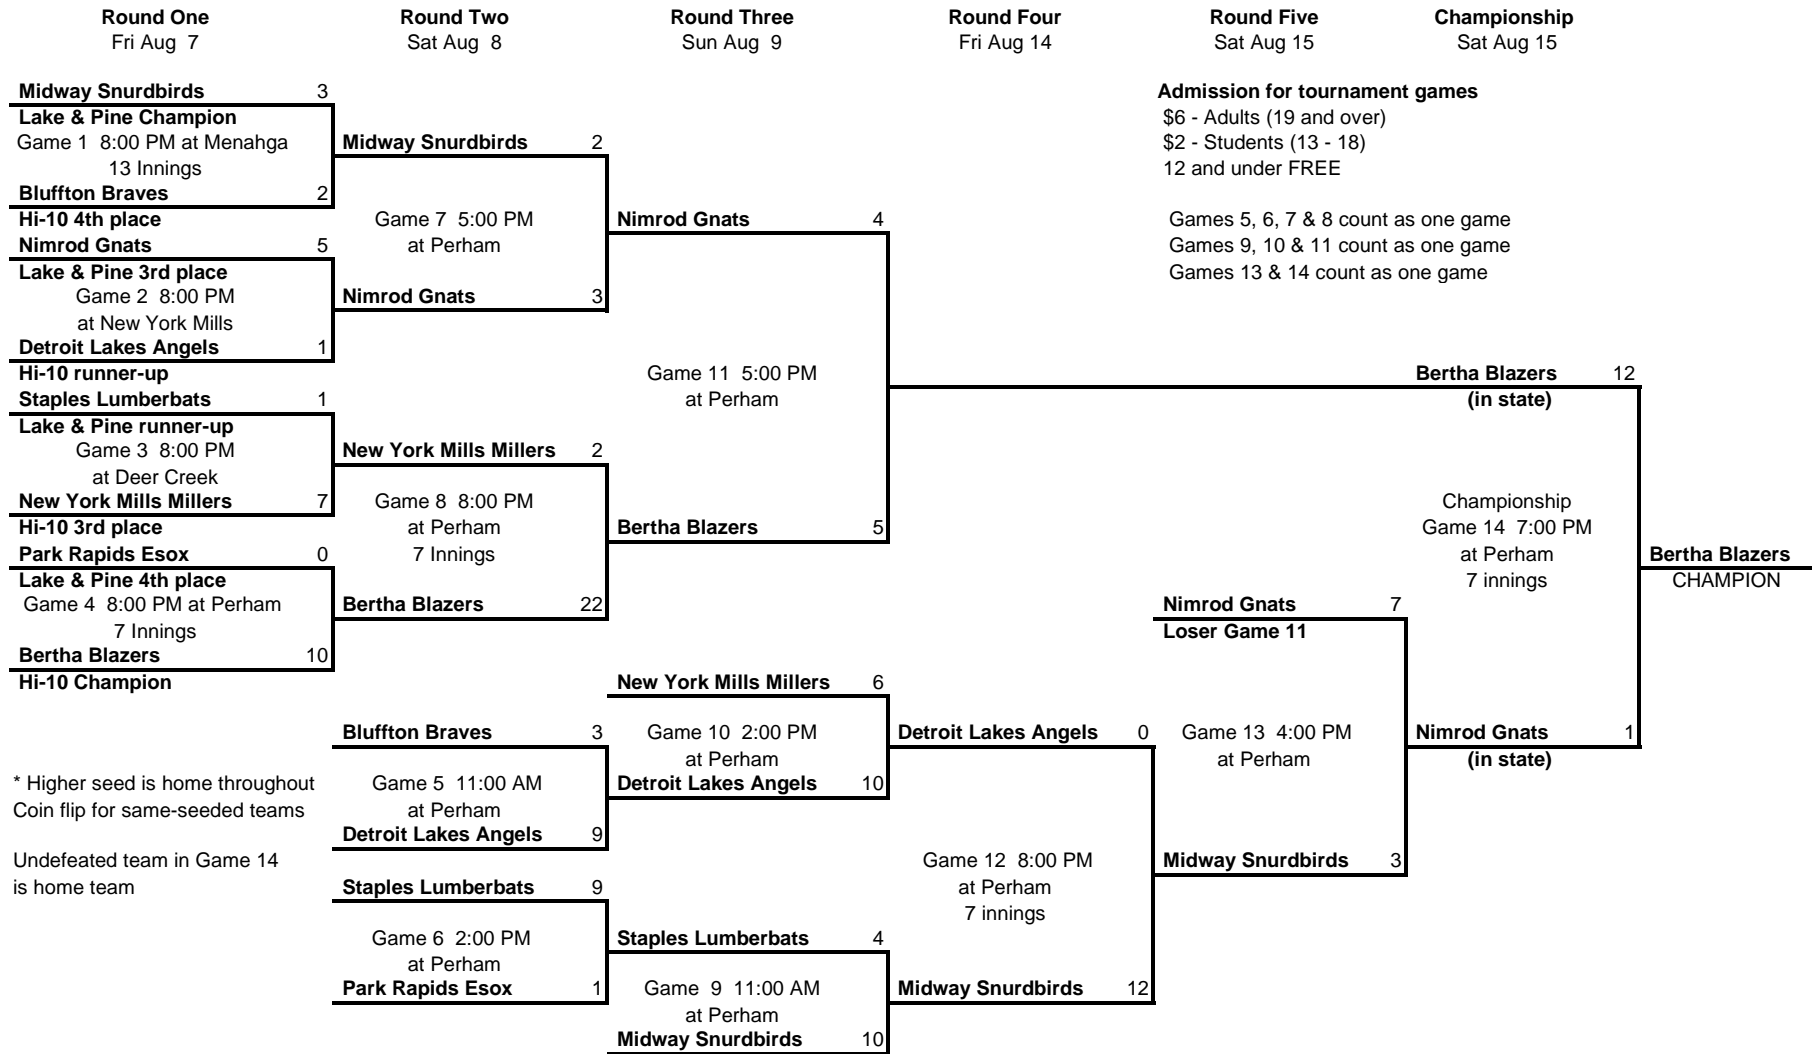 Round One
Fri Aug 7
Round Two
Sat Aug 8
Round Three
Sun Aug 9
Round Four
Fri Aug 14
Round Five
Sat Aug 15
Championship
Sat Aug 15
Midway Snurdbirds 3
Lake & Pine Champion
Game 1 8:00 PM at Menahga
13 Innings
Bluffton Braves 2
Hi-10 4th place
Nimrod Gnats 5
Lake & Pine 3rd place
Game 2 8:00 PM
at New York Mills
Detroit Lakes Angels 1
Hi-10 runner-up
Staples Lumberbats 1
Lake & Pine runner-up
Game 3 8:00 PM
at Deer Creek
New York Mills Millers 7
Hi-10 3rd place
Park Rapids Esox 0
Lake & Pine 4th place
Game 4 8:00 PM at Perham
7 Innings
Bertha Blazers 10
Hi-10 Champion
* Higher seed is home throughout
Coin flip for same-seeded teams
Undefeated team in Game 14
is home team
Midway Snurdbirds 2
Game 7 5:00 PM
at Perham
Nimrod Gnats 3
New York Mills Millers 2
Game 8 8:00 PM
at Perham
7 Innings
Bertha Blazers 22
Bluffton Braves 3
Game 5 11:00 AM
at Perham
Detroit Lakes Angels 9
Staples Lumberbats 9
Game 6 2:00 PM
at Perham
Park Rapids Esox 1
Nimrod Gnats 4
Game 11 5:00 PM
at Perham
Bertha Blazers 5
New York Mills Millers 6
Game 10 2:00 PM
at Perham
Detroit Lakes Angels 10
Staples Lumberbats 4
Game 9 11:00 AM
at Perham
Midway Snurdbirds 10
Detroit Lakes Angels 0
Game 12 8:00 PM
at Perham
7 innings
Midway Snurdbirds 12
Admission for tournament games
$6 - Adults (19 and over)
$2 - Students (13 - 18)
12 and under FREE
Games 5, 6, 7 & 8 count as one game
Games 9, 10 & 11 count as one game
Games 13 & 14 count as one game
Nimrod Gnats 7
Loser Game 11
Game 13 4:00 PM
at Perham
Midway Snurdbirds 3
Bertha Blazers 12
(in state)
Championship
Game 14 7:00 PM
at Perham
7 innings
Nimrod Gnats 1
(in state)
Bertha Blazers
CHAMPION